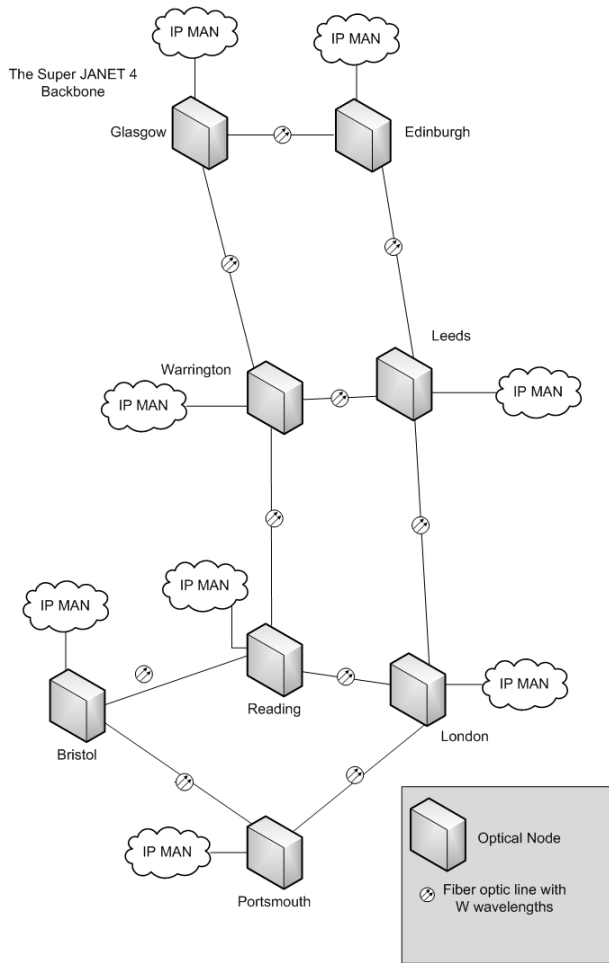 IP MAN
IP MAN
The Super JANET 4
Backbone
Glasgow
Edinburgh
Leeds
Warrington
IP MAN
IP MAN
IP MAN
IP MAN
IP MAN
Reading
London
Bristol
IP MAN
Portsmouth
Optical Node
Fiber optic line with
W wavelengths